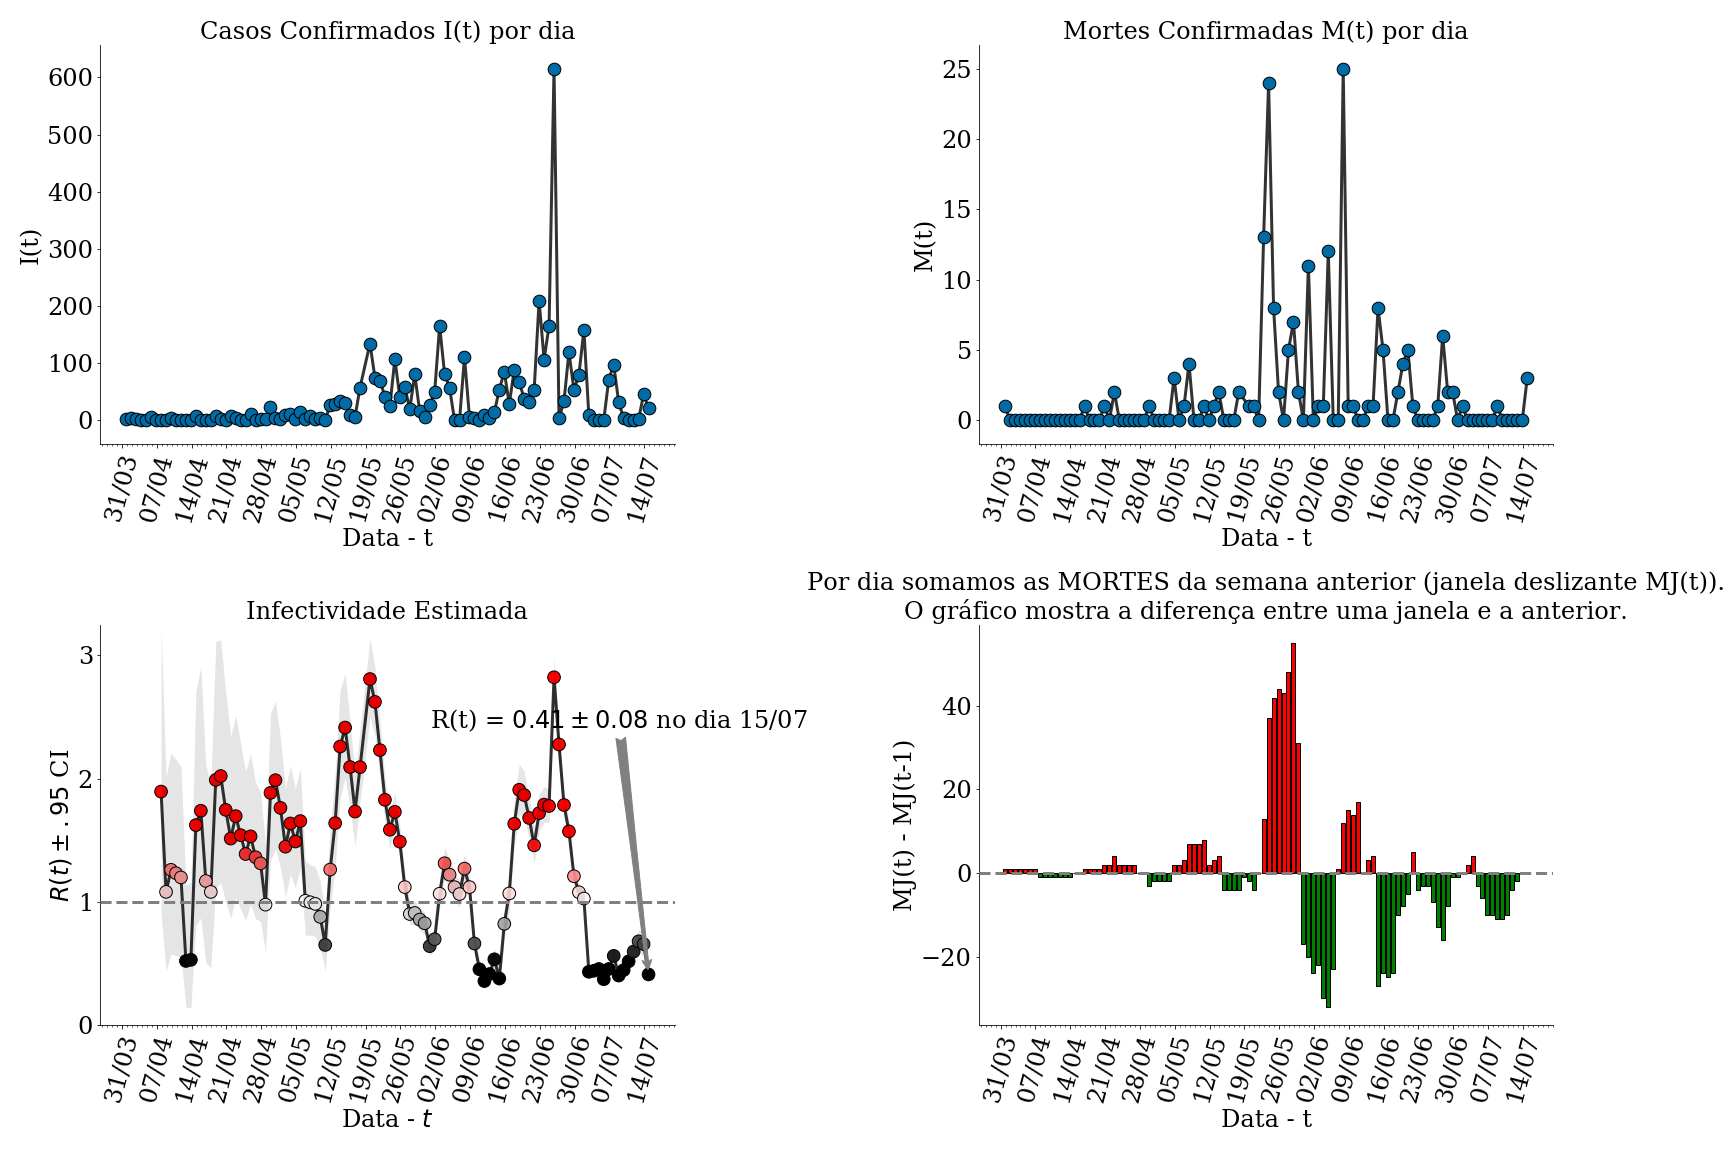 Casos Confirmados I(t) por dia
I(t)
600
500
400
300
200
100
0
31/03 07/04 14/04 21/04 28/04 05/05 12/05 19/05 26/05 02/06 09/06 16/06 23/06 30/06 07/07 14/07
Data - t
Mortes Confirmadas M(t) por dia
M(t)
25
20
15
10
5
0
31/03 07/04 14/04 21/04 28/04 05/05 12/05 19/05 26/05 02/06 09/06 16/06 23/06 30/06 07/07 14/07
Data - t
Infectividade Estimada
R(t) ± .95 CI
3
2
1
0
R(t) = 0.41 ± 0.08 no dia 15/07
31/03 07/04 14/04 21/04 28/04 05/05 12/05 19/05 26/05 02/06 09/06 16/06 23/06 30/06 07/07 14/07
Data - t
Por dia somamos as MORTES da semana anterior (janela deslizante MJ(t)).
O gráfico mostra a diferença entre uma janela e a anterior.
MJ(t) - MJ(t-1)
40
20
0
−20
31/03 07/04 14/04 21/04 28/04 05/05 12/05 19/05 26/05 02/06 09/06 16/06 23/06 30/06 07/07 14/07
Data - t